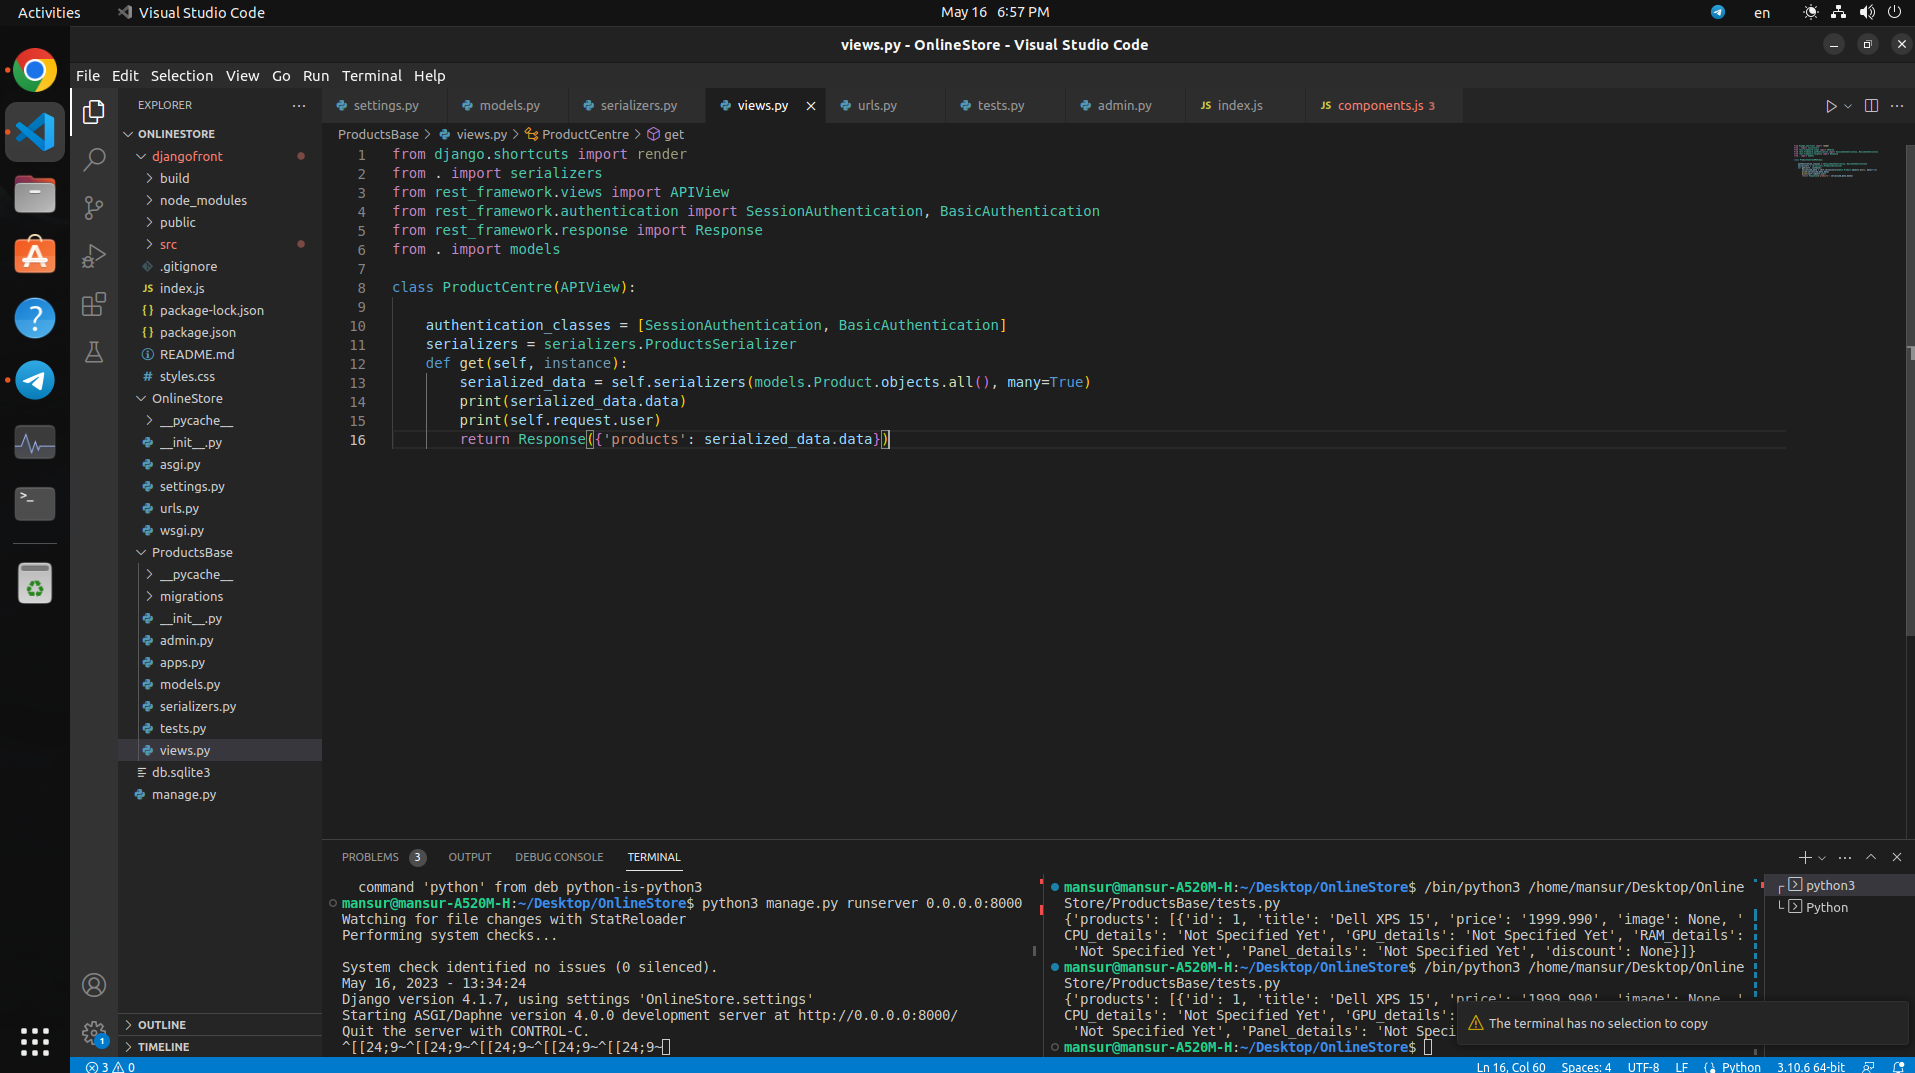 Activities
Visual Studio Code
May 16  6:57 PM
en
views.py - OnlineStore - Visual Studio Code
File Edit Selection View Go Run Terminal Help
EXPLORER
ONLINESTORE
djangofront
build
node_modules
public
src
.gitignore
JS index.js
{} package-lock.json
{} package.json
README.md
# styles.css
OnlineStore
__pycache__
__init__.py
asgi.py
settings.py
urls.py
wsgi.py
ProductsBase
__pycache__
migrations
__init__.py
admin.py
apps.py
models.py
serializers.py
tests.py
views.py
db.sqlite3
manage.py
OUTLINE
TIMELINE
settings.py models.py serializers.py views.py urls.py tests.py admin.py JS index.js JS components.js 3
ProductsBase > views.py > ProductCentre > get
1 from django.shortcuts import render
2 from . import serializers
3 from rest_framework.views import APIView
4 from rest_framework.authentication import SessionAuthentication, BasicAuthentication
5 from rest_framework.response import Response
6 from . import models
7
8 class ProductCentre(APIView):
9
10     authentication_classes = [SessionAuthentication, BasicAuthentication]
11     serializers = serializers.ProductsSerializer
12     def get(self, instance):
13         serialized_data = self.serializers(models.Product.objects.all(), many=True)
14         print(serialized_data.data)
15         print(self.request.user)
16         return Response({'products': serialized_data.data})
PROBLEMS 3 OUTPUT DEBUG CONSOLE TERMINAL
command 'python' from deb python-is-python3
mansur@mansur-A520M-H:~/Desktop/OnlineStore$ python3 manage.py runserver 0.0.0.0:8000
Watching for file changes with StatReloader
Performing system checks...
System check identified no issues (0 silenced).
May 16, 2023 - 13:34:24
Django version 4.1.7, using settings 'OnlineStore.settings'
Starting ASGI/Daphne version 4.0.0 development server at http://0.0.0.0:8000/
Quit the server with CONTROL-C.
^[[24;9~^[[24;9~^[[24;9~^[[24;9~^[[24;9~
mansur@mansur-A520M-H:~/Desktop/OnlineStore$ /bin/python3 /home/mansur/Desktop/Online
Store/ProductsBase/tests.py
{'products': [{'id': 1, 'title': 'Dell XPS 15', 'price': '1999.990', 'image': None, '
CPU_details': 'Not Specified Yet', 'GPU_details': 'Not Specified Yet', 'RAM_details':
'Not Specified Yet', 'Panel_details': 'Not Specified Yet', 'discount': None}]}
mansur@mansur-A520M-H:~/Desktop/OnlineStore$ /bin/python3 /home/mansur/Desktop/Online
Store/ProductsBase/tests.py
{'products': [{'id': 1, 'title': 'Dell XPS 15', 'price': '1999.990', 'image': None, '
CPU_details': 'Not Specified Yet', 'GPU_details':
'Not Specified Yet', 'Panel_details': 'Not Spec
mansur@mansur-A520M-H:~/Desktop/OnlineStore$
python3
Python
The terminal has no selection to copy
1
3 0
Ln 16, Col 60 Spaces: 4 UTF-8 LF {} Python 3.10.6 64-bit